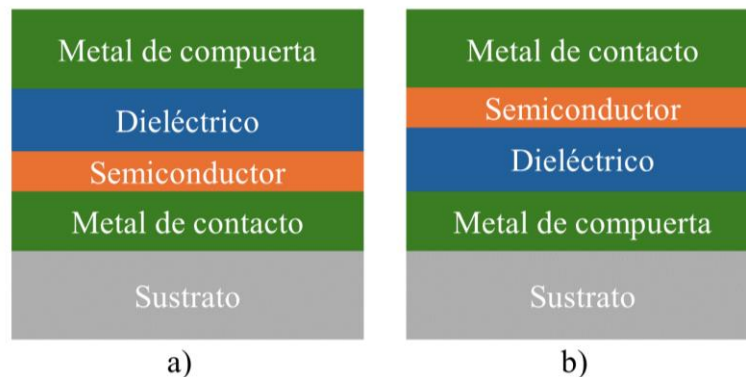 Metal de compuerta
Dieléctrico
Semiconductor
Metal de contacto
Sustrato
a)
Metal de contacto
Semiconductor
Dieléctrico
Metal de compuerta
Sustrato
b)